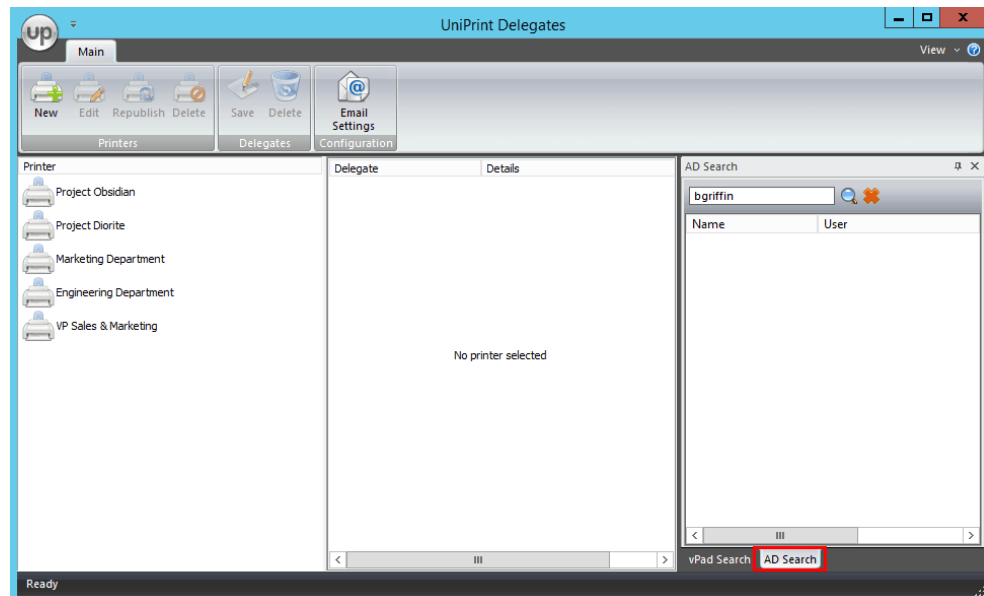 UniPrint Delegates
up
Main
View
New Edit Republish Delete
Save Delete
Email Settings
Printers
Delegates
Configuration
Printer
Project Obsidian
Project Diorite
Marketing Department
Engineering Department
VP Sales & Marketing
Delegate Details
No printer selected
AD Search
bgriffin
Name User
vPad Search AD Search
Ready